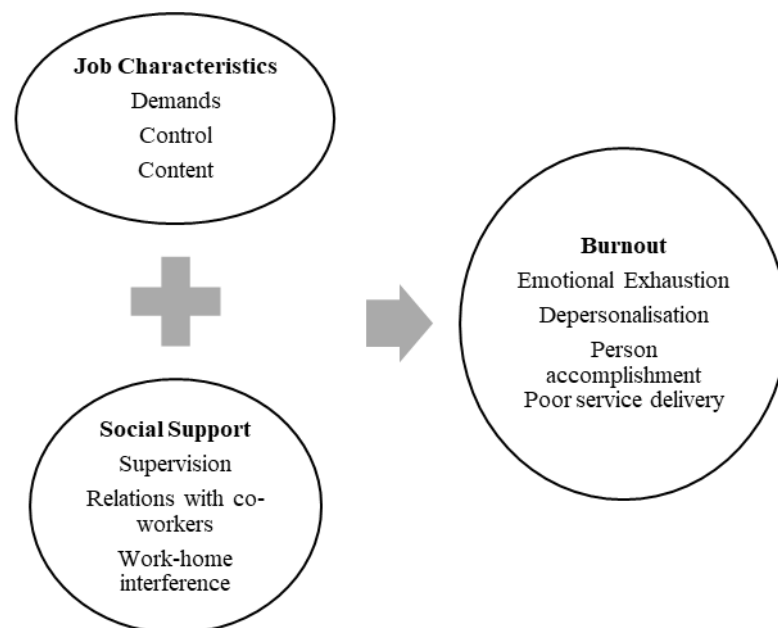 Job Characteristics
Demands
Control
Content
Social Support
Supervision
Relations with co-
workers
Work-home
interference
Burnout
Emotional Exhaustion
Depersonalisation
Person
accomplishment
Poor service delivery